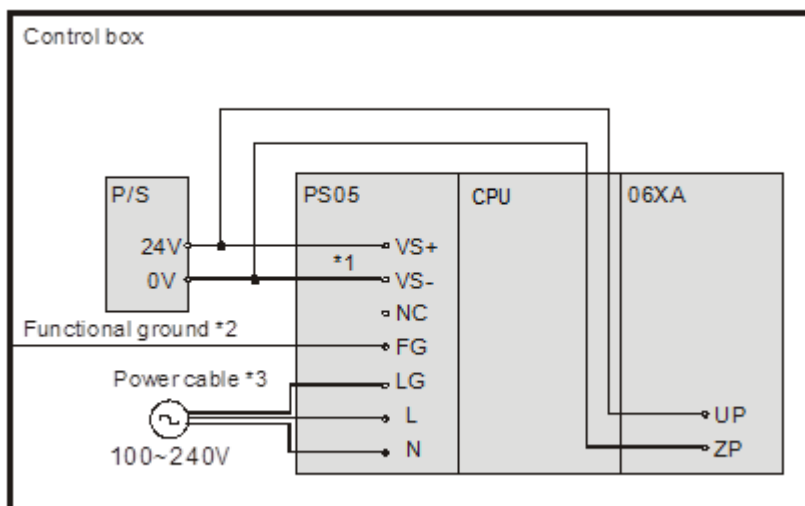 Control box
P/S
PS05
CPU
06XA
24V
VS+
*1
0V
VS-
NC
Functional ground *2
FG
Power cable *3
LG
L
UP
N
ZP
100~240V